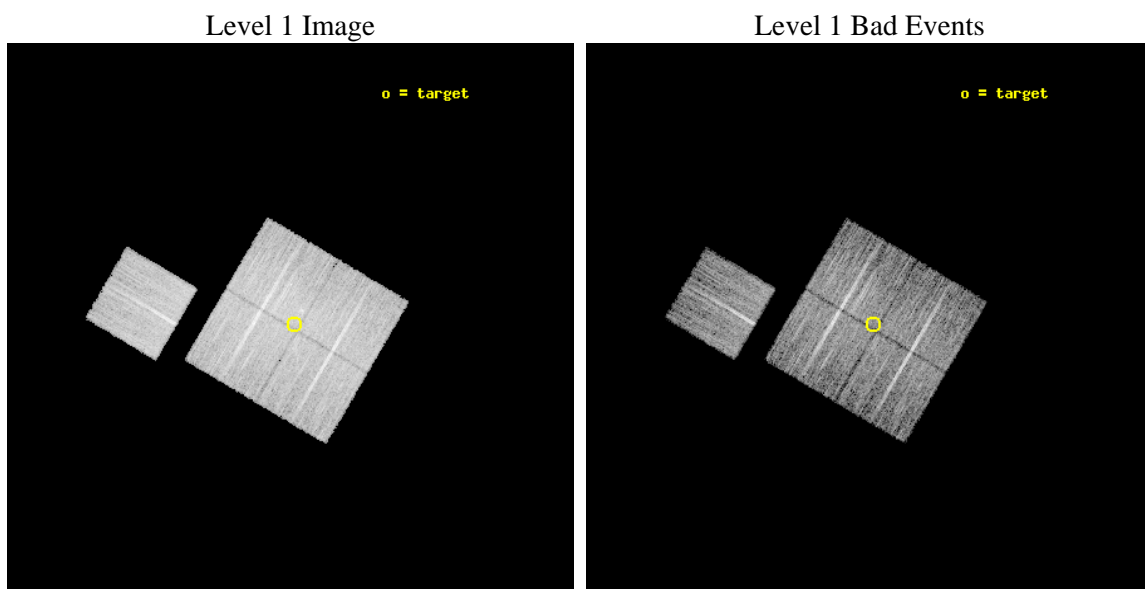 Level 1 Image
Level 1 Bad Events
o = target
o = target